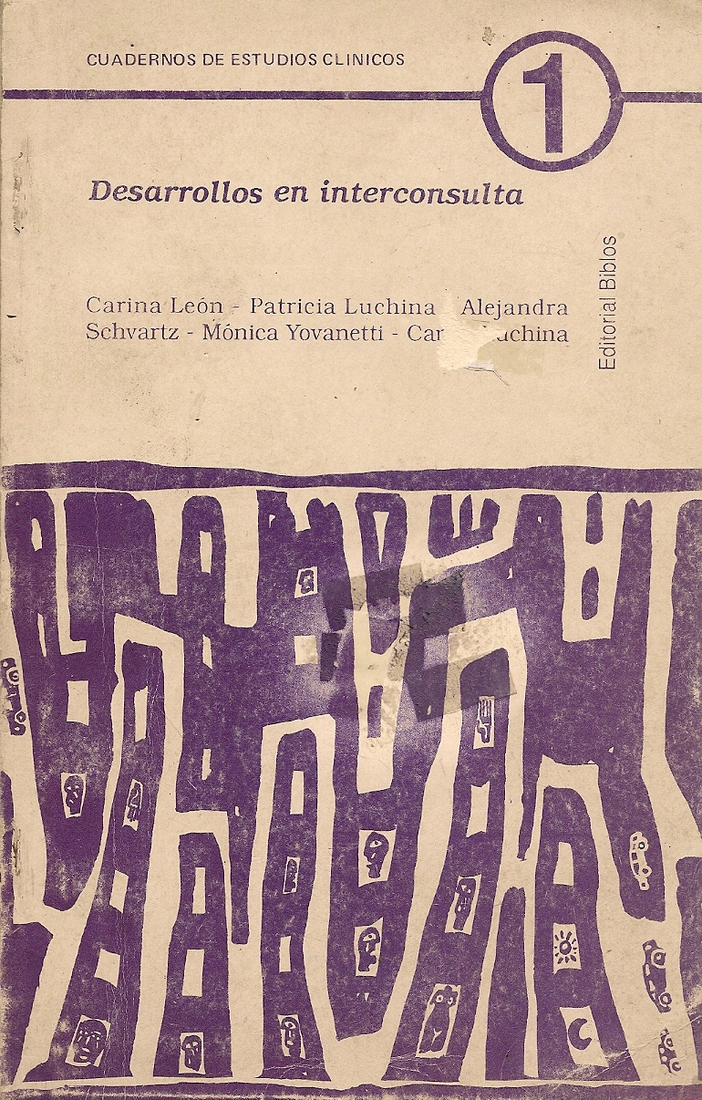 CUADERNOS DE ESTUDIOS CLINICOS
1
Desarrollos en interconsulta
Carina León - Patricia Luchina Alejandra
Schvartz - Mónica Yovanetti -
Editorial Biblos